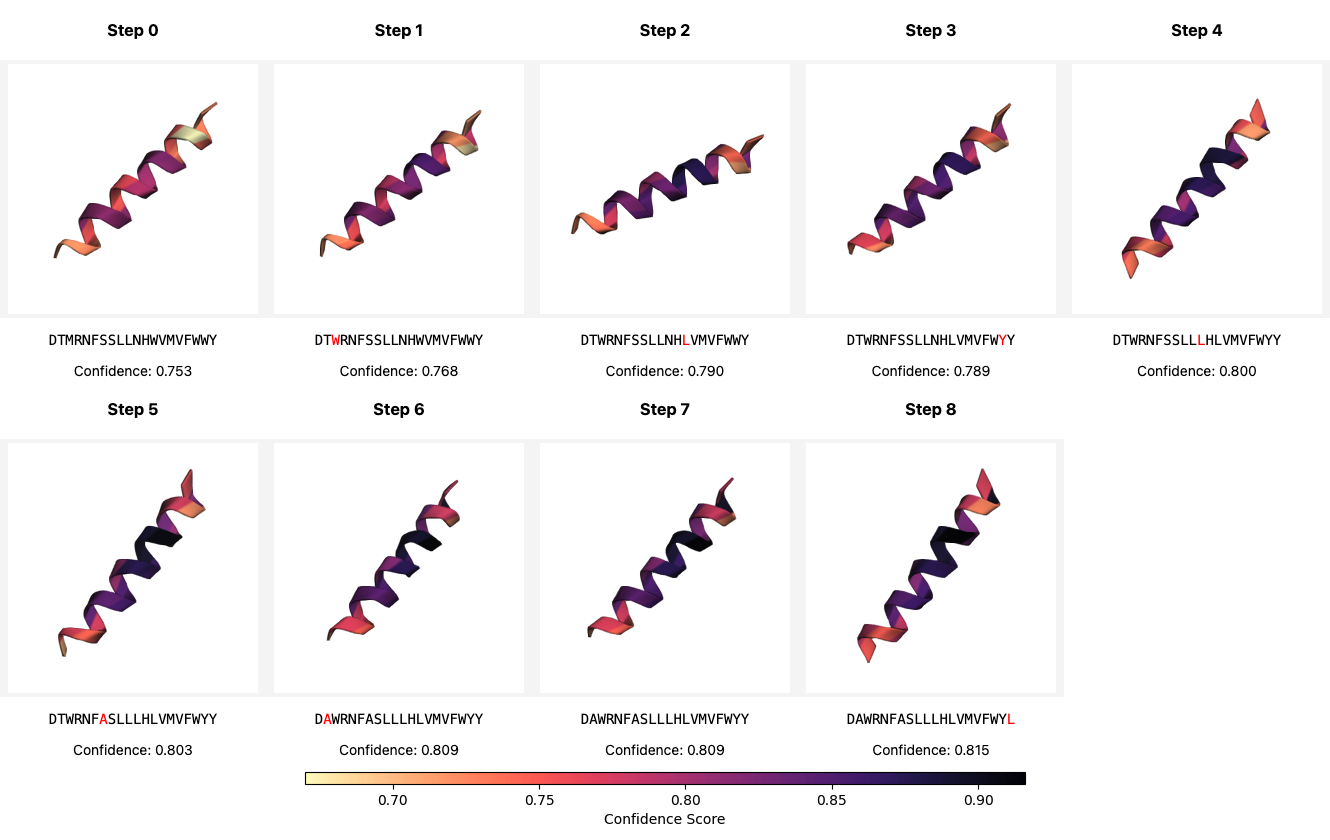 Step 0
Step 1
Step 2
Step 3
Step 4
DTMRNFSSLLNHWVMVFWWY
DTWRNFSSLLNHWVMVFWWY
DTWRNFSSLLNHLVMVFWWY
DTWRNFSSLLNHLVMVFWYY
DTWRNFSSLLLHLVMVFWYY
Confidence: 0.753
Confidence: 0.768
Confidence: 0.790
Confidence: 0.789
Confidence: 0.800
Step 5
Step 6
Step 7
Step 8
DTWRNFASLLLHLVMVFWYY
DAWRNFASLLLHLVMVFWYY
DAWRNFASLLLHLVMVFWYY
DAWRNFASLLLHLVMVFWYL
Confidence: 0.803
Confidence: 0.809
Confidence: 0.809
Confidence: 0.815
0.70
0.75
0.80
0.85
0.90
Confidence Score